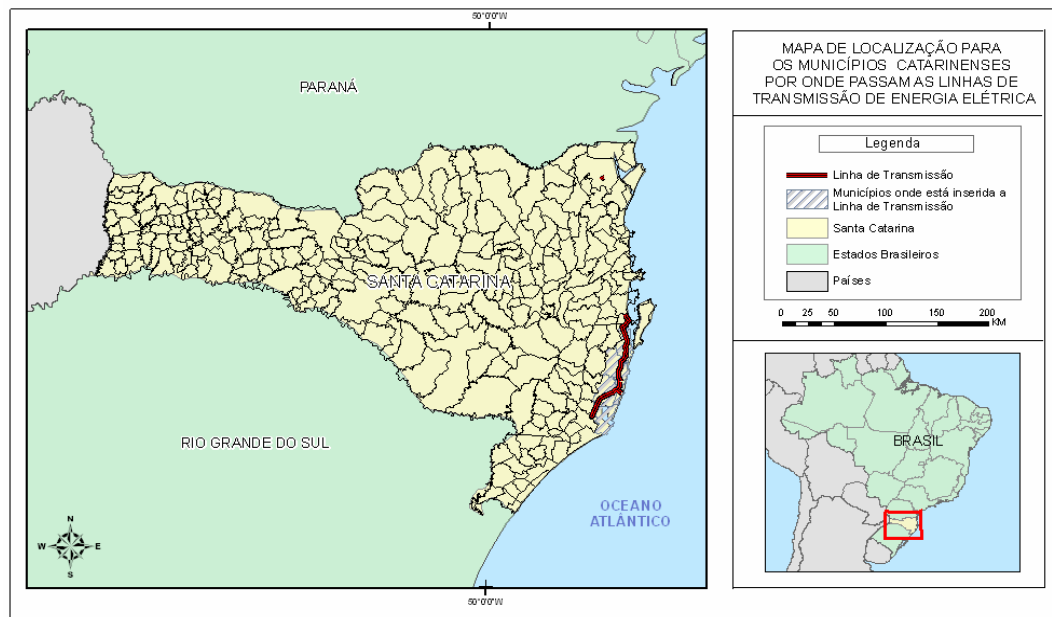 50°0'0"W
PARANÁ
SANTA CATARINA
RIO GRANDE DO SUL
OCEANO
ATLÂNTICO
N
W E
S
50°0'0"W
MAPA DE LOCALIZAÇÃO PARA
OS MUNICÍPIOS CATARINENSES
POR ONDE PASSAM AS LINHAS DE
TRANSMISSÃO DE ENERGIA ELÉTRICA
Legenda
Linha de Transmissão
Municípios onde está inserida a
Linha de Transmissão
Santa Catarina
Estados Brasileiros
Países
0 25 50 100 150 200
KM
BRASIL